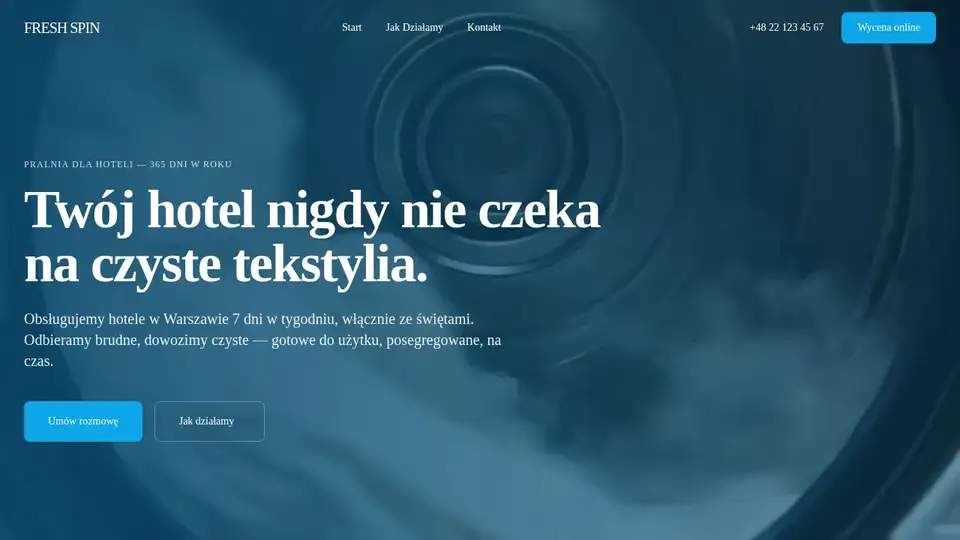 FRESH SPIN
Start
Jak Działamy
Kontakt
+48 22 123 45 67
Wycena online
PRALNIA DLA HOTELI — 365 DNI W ROKU
Twój hotel nigdy nie czeka
na czyste tekstylia.
Obsługujemy hotele w Warszawie 7 dni w tygodniu, włącznie ze świętami.
Odbieramy brudne, dowozimy czyste — gotowe do użytku, posegregowane, na
czas.
Umów rozmowę
Jak działamy